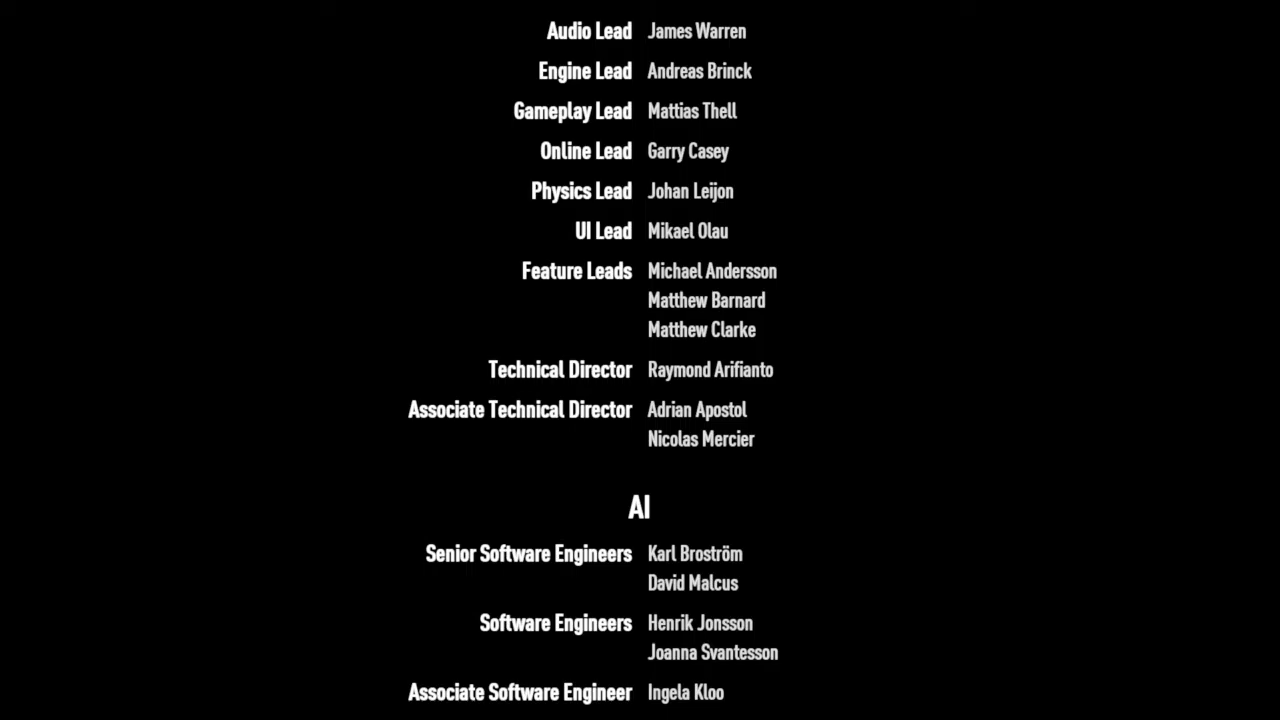 Audio Lead James Warren
Engine Lead Andreas Brinck
Gameplay Lead Mattias Thell
Online Lead Garry Casey
Physics Lead Johan Leijon
UI Lead Mikael Olau
Feature Leads Michael Andersson
Matthew Barnard
Matthew Clarke
Technical Director Raymond Arifianto
Associate Technical Director Adrian Apostol
Nicolas Mercier
AI
Senior Software Engineers Karl Broström
David Malcus
Software Engineers Henrik Jonsson
Joanna Svantesson
Associate Software Engineer Ingela Kloo